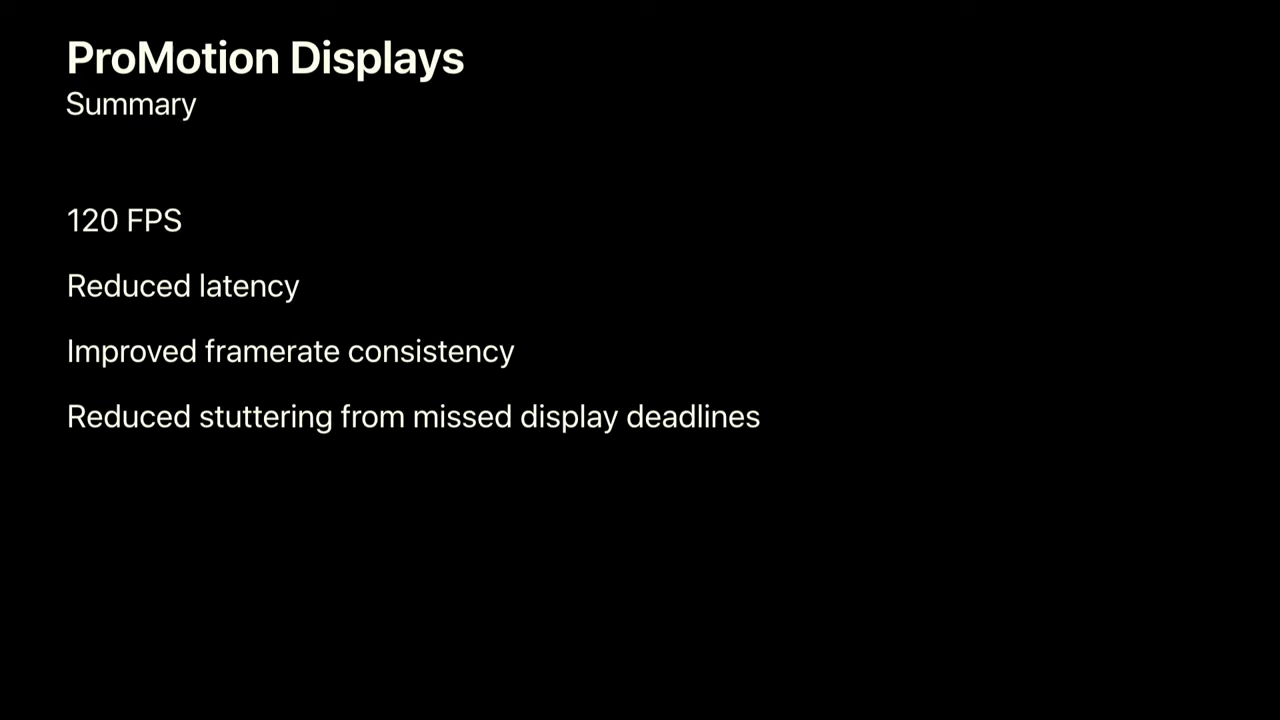 ProMotion Displays
Summary
120 FPS
Reduced latency
Improved framerate consistency
Reduced stuttering from missed display deadlines